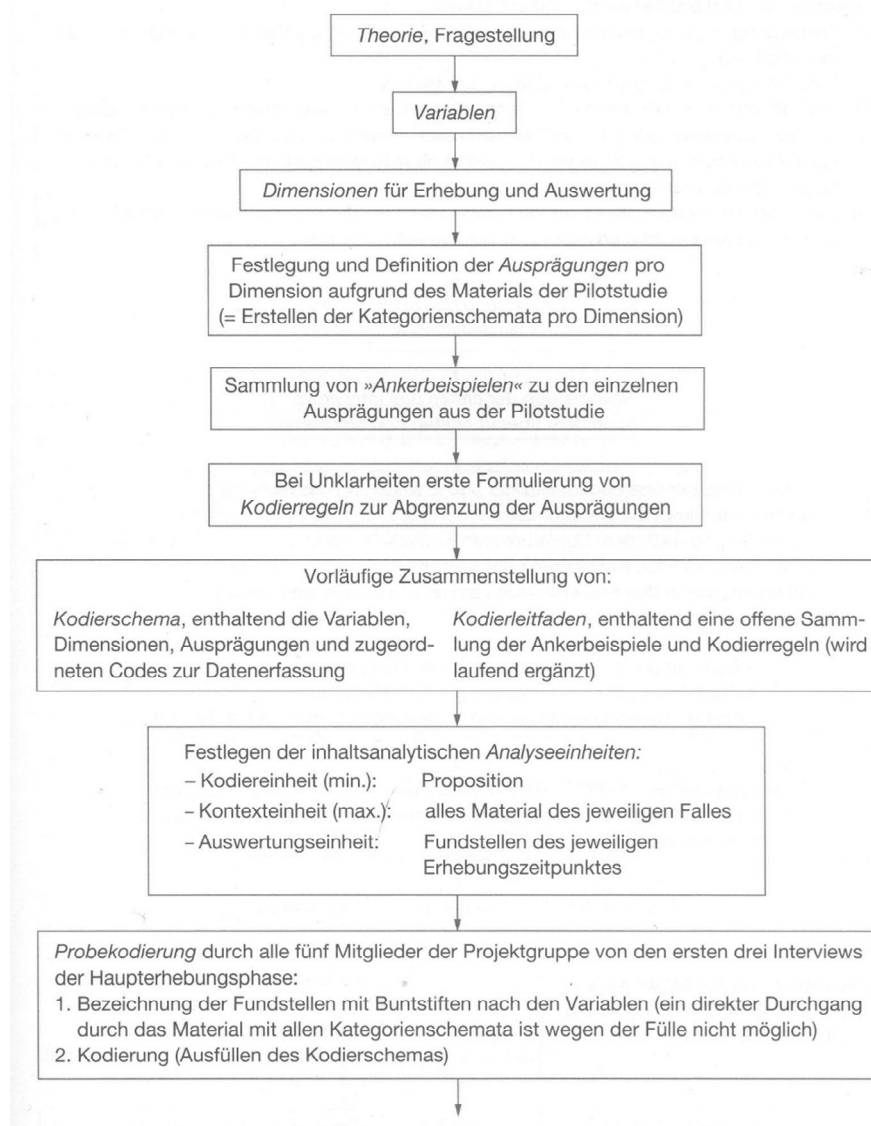 Theorie, Fragestellung
Variablen
Dimensionen für Erhebung und Auswertung
Festlegung und Definition der Ausprägungen pro
Dimension aufgrund des Materials der Pilotstudie
(= Erstellen der Kategorienschemata pro Dimension)
Sammlung von »Ankerbeispielen« zu den einzelnen
Ausprägungen aus der Pilotstudie
Bei Unklarheiten erste Formulierung von
Kodierregeln zur Abgrenzung der Ausprägungen
Vorläufige Zusammenstellung von:
Kodierschema, enthaltend die Variablen,
Dimensionen, Ausprägungen und zugeord-
neten Codes zur Datenerfassung
Kodierleitfaden, enthaltend eine offene Samm-
lung der Ankerbeispiele und Kodierregeln (wird
laufend ergänzt)
Festlegen der inhaltsanalytischen Analyseeinheiten:
– Kodiereinheit (min.): Proposition
– Kontexteinheit (max.): alles Material des jeweiligen Falles
– Auswertungseinheit: Fundstellen des jeweiligen
Erhebungszeitpunktes
Probekodierung durch alle fünf Mitglieder der Projektgruppe von den ersten drei Interviews
der Haupterhebungsphase:
1. Bezeichnung der Fundstellen mit Buntstiften nach den Variablen (ein direkter Durchgang
durch das Material mit allen Kategorienschemata ist wegen der Fülle nicht möglich)
2. Kodierung (Ausfüllen des Kodierschemas)